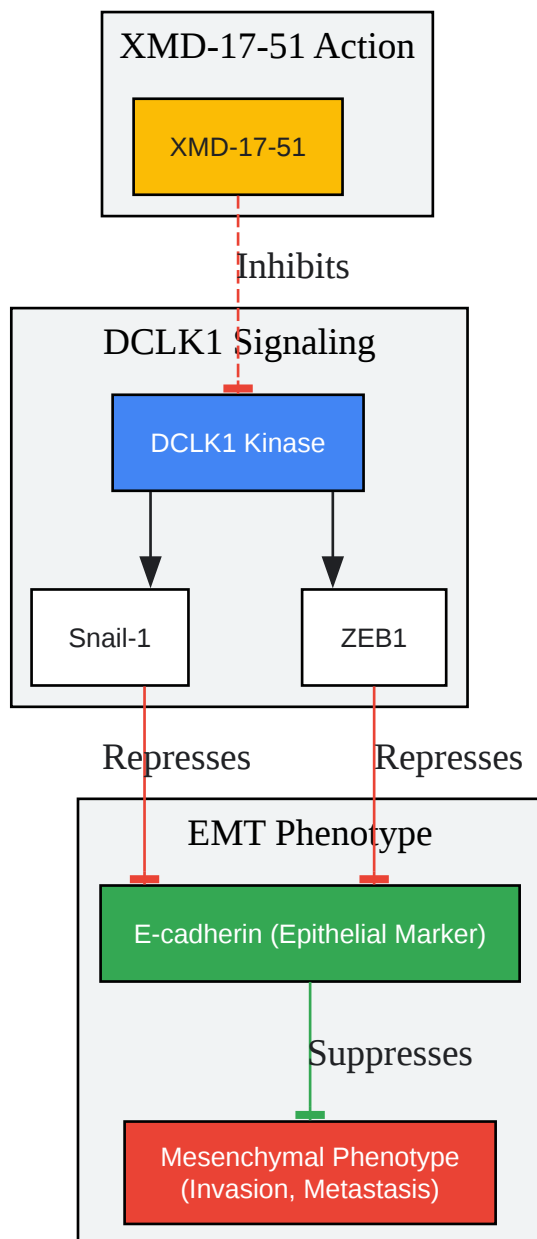 XMD-17-51 Action
XMD-17-51
Inhibits
DCLK1 Signaling
DCLK1 Kinase
Snail-1
ZEB1
Represses
Represses
EMT Phenotype
E-cadherin (Epithelial Marker)
Suppresses
Mesenchymal Phenotype
(Invasion, Metastasis)